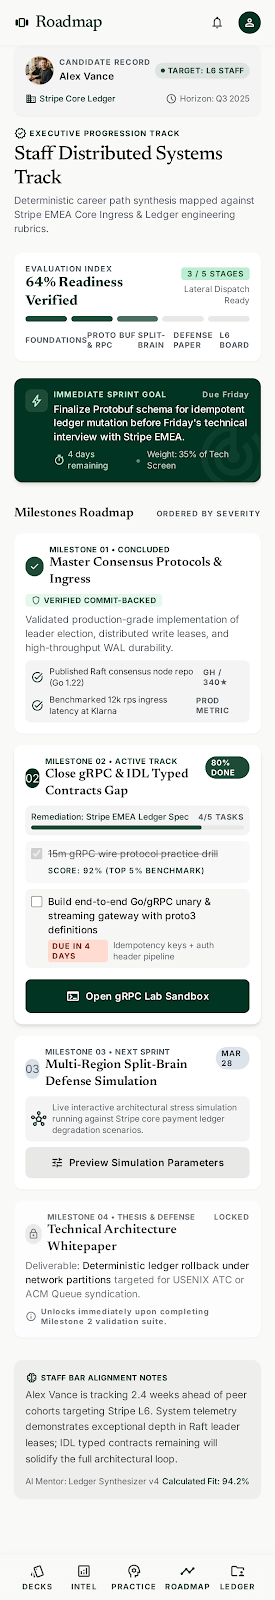 Roadmap
CANDIDATE RECORD
Alex Vance
TARGET: L6 STAFF
Stripe Core Ledger
Horizon: Q3 2025
EXECUTIVE PROGRESSION TRACK
Staff Distributed Systems
Track
Deterministic career path synthesis mapped against
Stripe EMEA Core Ingress & Ledger engineering
rubrics.
EVALUATION INDEX
64% Readiness
Verified
3 / 5 STAGES
Lateral Dispatch
Ready
FOUNDATIONS
PROTO BUF
& RPC
SPLIT-
BRAIN
DEFENSE
PAPER
L6
BOARD
IMMEDIATE SPRINT GOAL
Due Friday
Finalize Protobuf schema for idempotent
ledger mutation before Friday's technical
interview with Stripe EMEA.
4 days
remaining
• Weight: 35% of Tech
Screen
Milestones Roadmap
ORDERED BY SEVERITY
MILESTONE 01 • CONCLUDED
Master Consensus Protocols &
Ingress
VERIFIED COMMIT-BACKED
Validated production-grade implementation of
leader election, distributed write leases, and
high-throughput WAL durability.
Published Raft consensus node repo
(Go 1.22)
GH /
340★
Benchmarked 12k rps ingress
latency at Klarna
PROD
METRIC
02
MILESTONE 02 • ACTIVE TRACK
Close gRPC & IDL Typed
Contracts Gap
80%
DONE
Remediation: Stripe EMEA Ledger Spec
4/5 TASKS
15m gRPC wire protocol practice drill
SCORE: 92% (TOP 5% BENCHMARK)
Build end-to-end Go/gRPC unary &
streaming gateway with proto3
definitions
DUE IN 4
DAYS
Idempotency keys + auth
header pipeline
Open gRPC Lab Sandbox
03
MILESTONE 03 • NEXT SPRINT
Multi-Region Split-Brain
Defense Simulation
MAR
28
Live interactive architectural stress simulation
running against Stripe core payment ledger
degradation scenarios.
Preview Simulation Parameters
MILESTONE 04 • THESIS & DEFENSE
LOCKED
Technical Architecture
Whitepaper
Deliverable: Deterministic ledger rollback under
network partitions targeted for USENIX ATC or
ACM Queue syndication.
Unlocks immediately upon completing
Milestone 2 validation suite.
STAFF BAR ALIGNMENT NOTES
Alex Vance is tracking 2.4 weeks ahead of peer
cohorts targeting Stripe L6. System telemetry
demonstrates exceptional depth in Raft leader
leases; IDL typed contracts remaining will
solidify the full architectural loop.
AI Mentor: Ledger Synthesizer v4
Calculated Fit: 94.2%
DECKS
INTEL
PRACTICE
ROADMAP
LEDGER